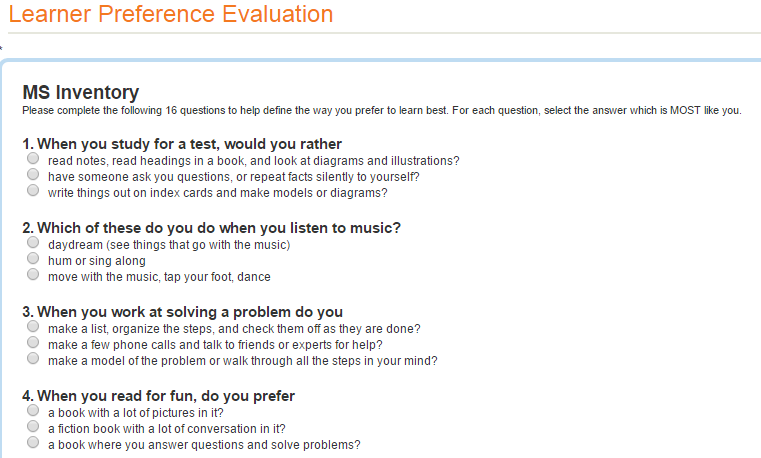 Learner Preference Evaluation
*
MS Inventory
Please complete the following 16 questions to help define the way you prefer to learn best. For each question, select the answer which is MOST like you.
1. When you study for a test, would you rather
read notes, read headings in a book, and look at diagrams and illustrations?
have someone ask you questions, or repeat facts silently to yourself?
write things out on index cards and make models or diagrams?
2. Which of these do you do when you listen to music?
daydream (see things that go with the music)
hum or sing along
move with the music, tap your foot, dance
3. When you work at solving a problem do you
make a list, organize the steps, and check them off as they are done?
make a few phone calls and talk to friends or experts for help?
make a model of the problem or walk through all the steps in your mind?
4. When you read for fun, do you prefer
a book with a lot of pictures in it?
a fiction book with a lot of conversation in it?
a book where you answer questions and solve problems?